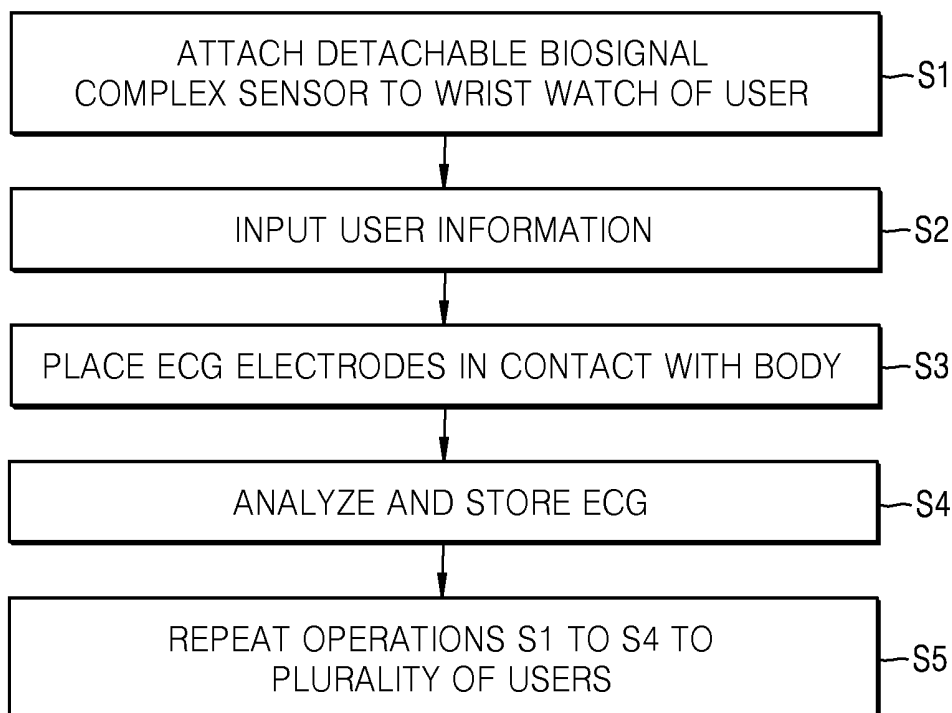 ATTACH DETACHABLE BIOSIGNAL
COMPLEX SENSOR TO WRIST WATCH OF USER
S1
INPUT USER INFORMATION
S2
PLACE ECG ELECTRODES IN CONTACT WITH BODY
S3
ANALYZE AND STORE ECG
S4
REPEAT OPERATIONS S1 TO S4 TO
PLURALITY OF USERS
S5